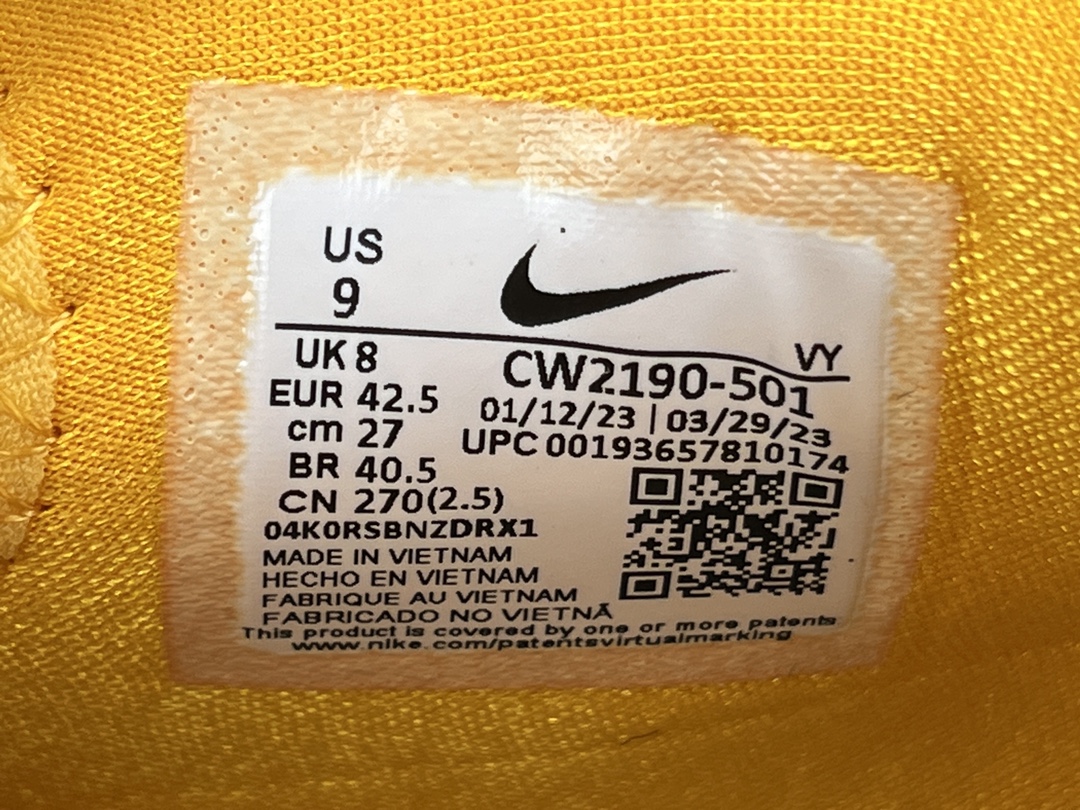 US
9
VY
UK 8
CW2190-501
EUR 42.5
01/12/23 | 03/29/23
cm 27
UPC 00193657810174
BR 40.5
CN 270(2.5)
04K0RSBNZDRX1
MADE IN VIETNAM
HECHO EN VIETNAM
FABRIQUE AU VIETNAM
FABRICADO NO VIETNÃ
This product is covered by one or more patents
www.nike.com/patentsvirtualmarking